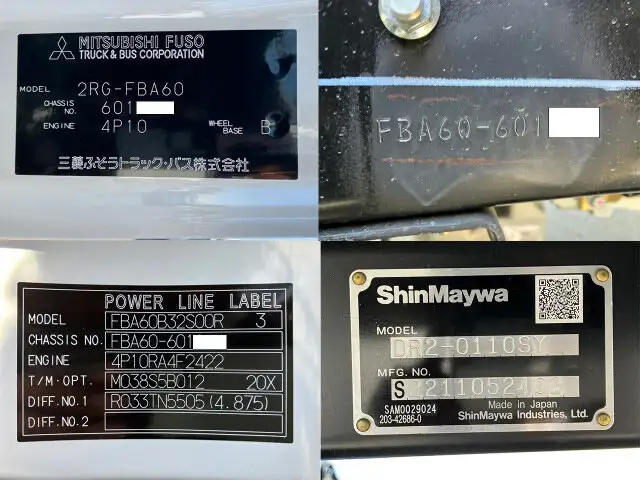 MITSUBISHI FUSO
TRUCK & BUS CORPORATION
MODEL 2RG-FBA60
CHASSIS NO. 601
ENGINE 4P10 WHEEL BASE B
三菱ふそうトラック・バス株式会社
FBA60-601
POWER LINE LABEL
MODEL FBA60B32S00R 3
CHASSIS NO. FBA60-601
ENGINE 4P10RA4F2422
T/M・OPT. M038S5B012 20X
DIFF.NO.1 R033TN5505(4.875)
DIFF.NO.2
ShinMaywa
MODEL
DR2-0110SY
MFG. NO.
SAM0029024
203-42686-0
Made in Japan
ShinMaywa Industries, Ltd.